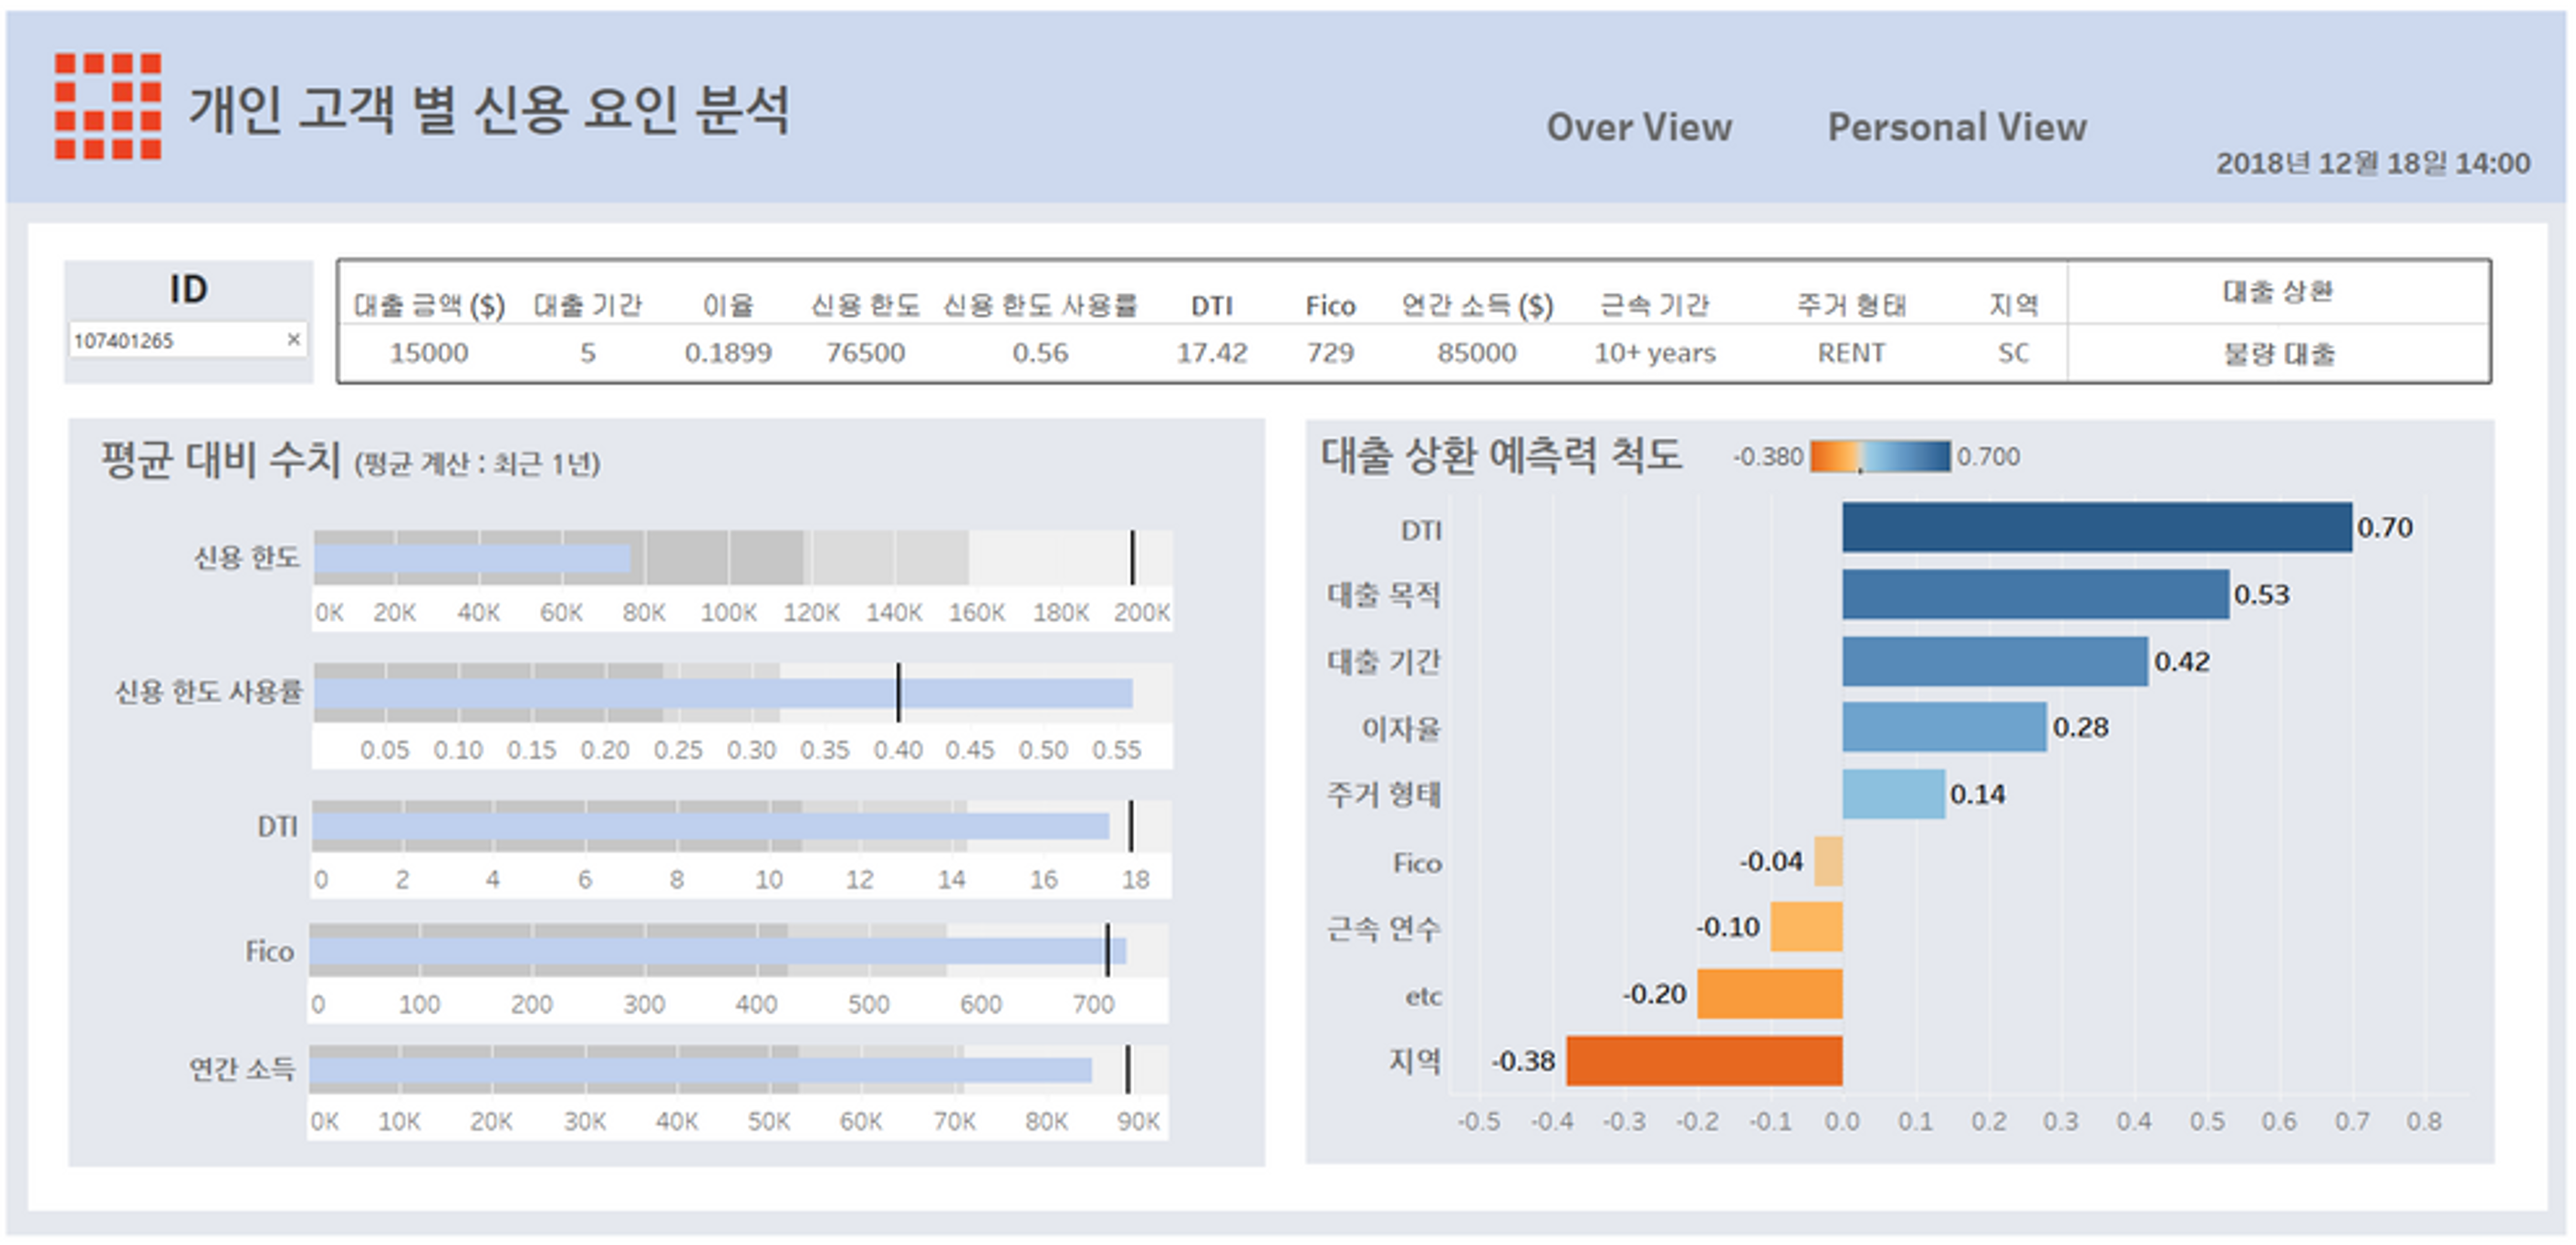 개인 고객 별 신용 요인 분석
Over View Personal View
2018년 12월 18일 14:00
ID
107401265 ×
대출 금액 ($) 대출 기간 이율 신용 한도 신용 한도 사용률 DTI Fico 연간 소득 ($) 근속 기간 주거 형태 지역 대출 상환
15000 5 0.1899 76500 0.56 17.42 729 85000 10+ years RENT SC 불량 대출
평균 대비 수치 (평균 계산 : 최근 1년)
신용 한도
0K 20K 40K 60K 80K 100K 120K 140K 160K 180K 200K
신용 한도 사용률
0.05 0.10 0.15 0.20 0.25 0.30 0.35 0.40 0.45 0.50 0.55
DTI
0 2 4 6 8 10 12 14 16 18
Fico
0 100 200 300 400 500 600 700
연간 소득
0K 10K 20K 30K 40K 50K 60K 70K 80K 90K
대출 상환 예측력 척도 -0.380 0.700
DTI 0.70
대출 목적 0.53
대출 기간 0.42
이자율 0.28
주거 형태 0.14
Fico -0.04
근속 연수 -0.10
etc -0.20
지역 -0.38
-0.5 -0.4 -0.3 -0.2 -0.1 0.0 0.1 0.2 0.3 0.4 0.5 0.6 0.7 0.8